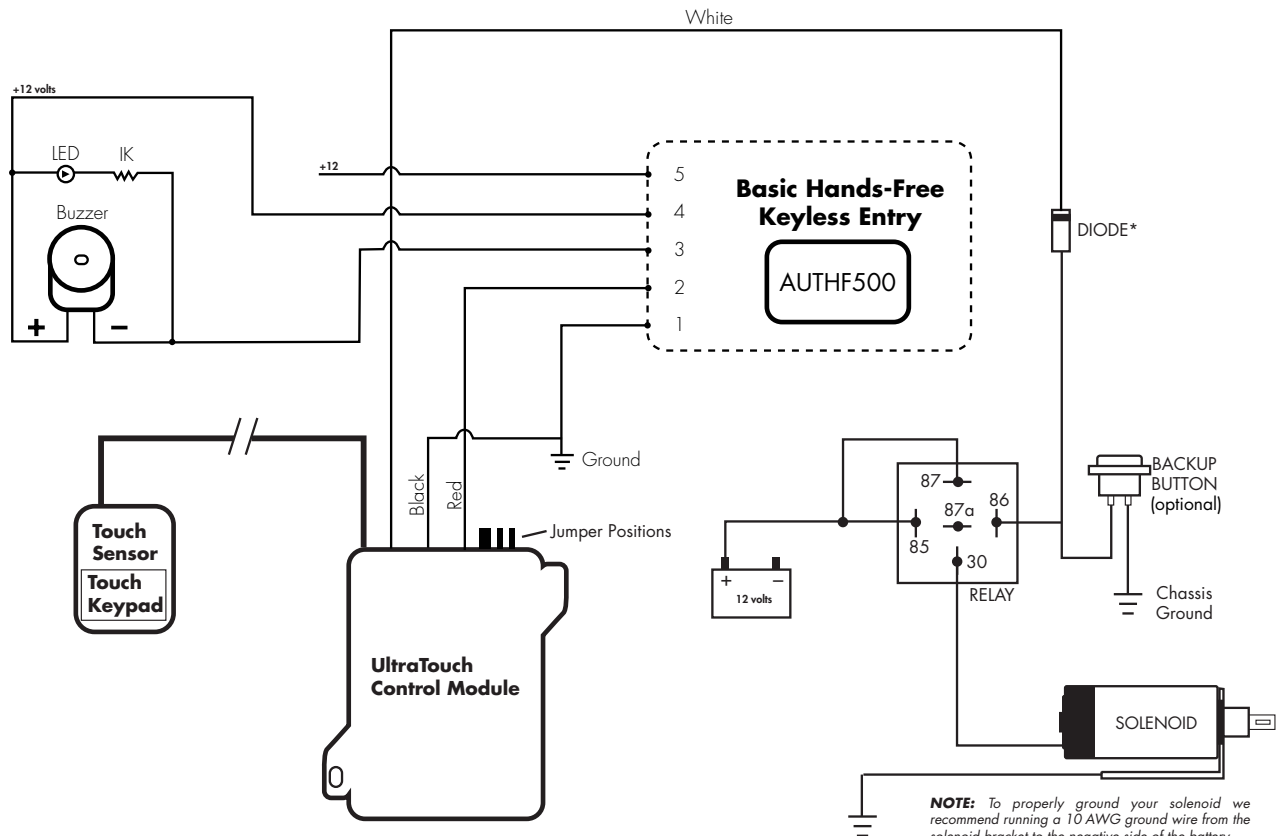 White
+12 volts
LED
IK
Buzzer
+
−
+12
5
4
3
2
1
Basic Hands-Free
Keyless Entry
AUTHF500
DIODE*
Ground
Black
Red
Jumper Positions
Touch
Sensor
Touch
Keypad
UltraTouch
Control Module
87
87a
86
85
30
RELAY
+
−
12 volts
BACKUP
BUTTON
(optional)
Chassis
Ground
SOLENOID
NOTE: To properly ground your solenoid we
recommend running a 10 AWG ground wire from the
solenoid bracket to the negative side of the battery